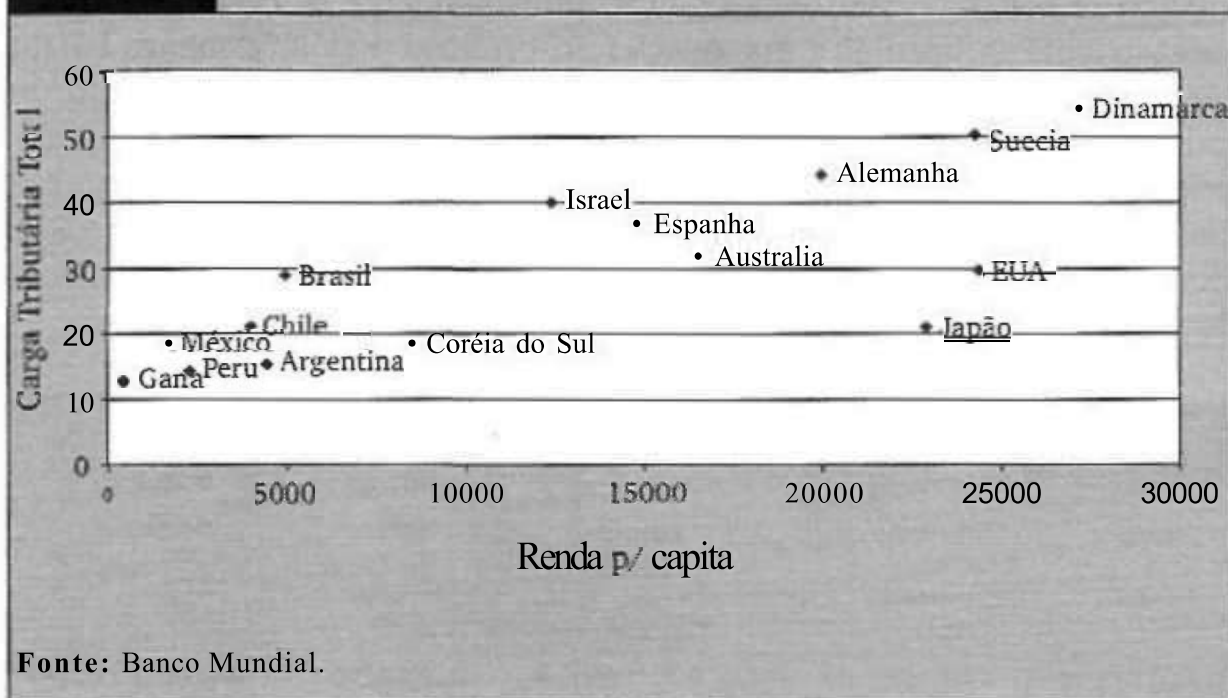 60
Dinamarca
50
Suecia
Alemanha
40
Israel
Espanha
Australia
30
Brasil
EUA
Chile
Japão
20
México
Coréia do Sul
Peru
Argentina
Gana
10
0
Carga Tributária
0 5000 10000 15000 20000 25000 30000
Renda p/ capita
Fonte: Banco Mundial.